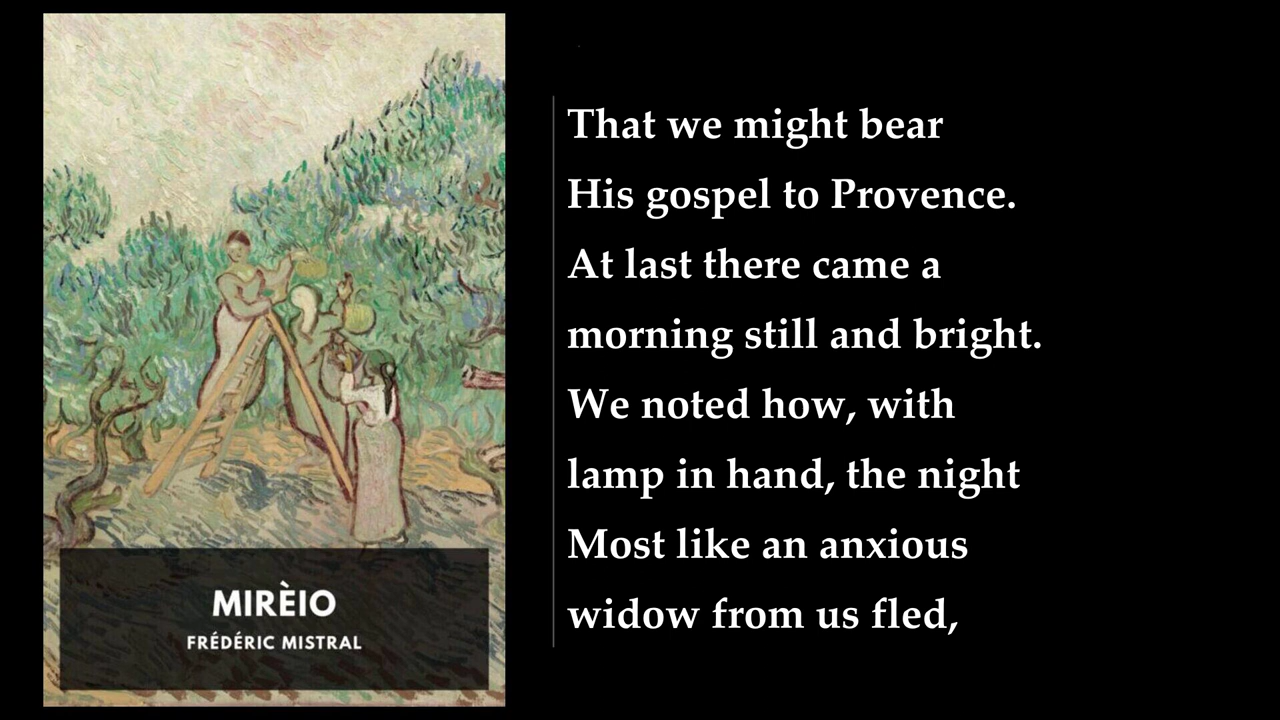 MIRÈIO
FRÉDÉRIC MISTRAL
That we might bear
His gospel to Provence.
At last there came a
morning still and bright.
We noted how, with
lamp in hand, the night
Most like an anxious
widow from us fled,